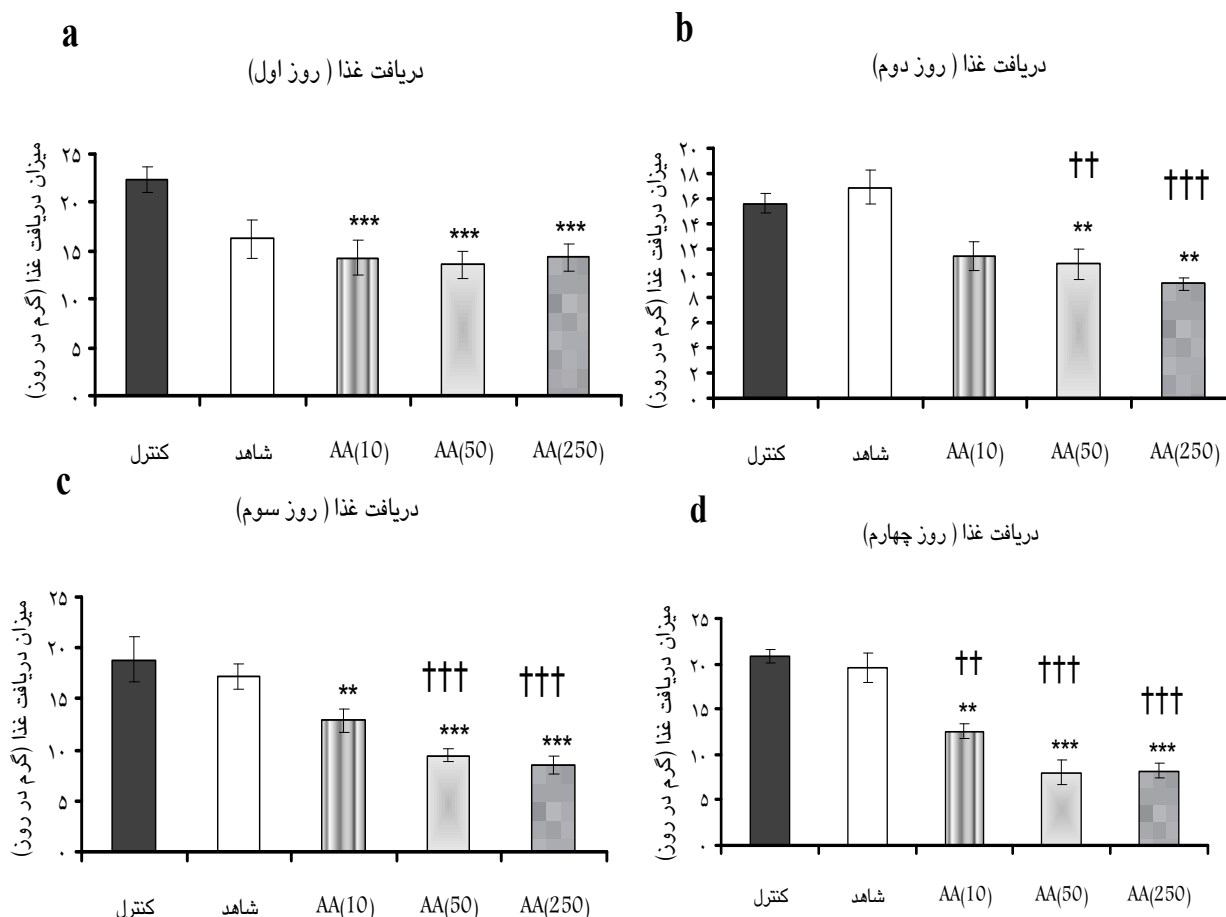 a
دریافت غذا ( روز اول)
میزان دریافت غذا (گرم در روز)
۲۵
۲۰
۱۵
۱۰
۵
۰
*** *** ***
کنترل شاهد AA(10) AA(50) AA(250)
b
دریافت غذا ( روز دوم)
میزان دریافت غذا (گرم در روز)
۲۰
۱۸
۱۶
۱۴
۱۲
۱۰
۸
۶
۴
۲
۰
†† †††
** **
کنترل شاهد AA(10) AA(50) AA(250)
c
دریافت غذا ( روز سوم)
میزان دریافت غذا (گرم در روز)
۲۵
۲۰
۱۵
۱۰
۵
۰
††† †††
** *** ***
کنترل شاهد AA(10) AA(50) AA(250)
d
دریافت غذا ( روز چهارم)
میزان دریافت غذا (گرم در روز)
۲۵
۲۰
۱۵
۱۰
۵
۰
†† ††† †††
** *** ***
کنترل شاهد AA(10) AA(50) AA(250)